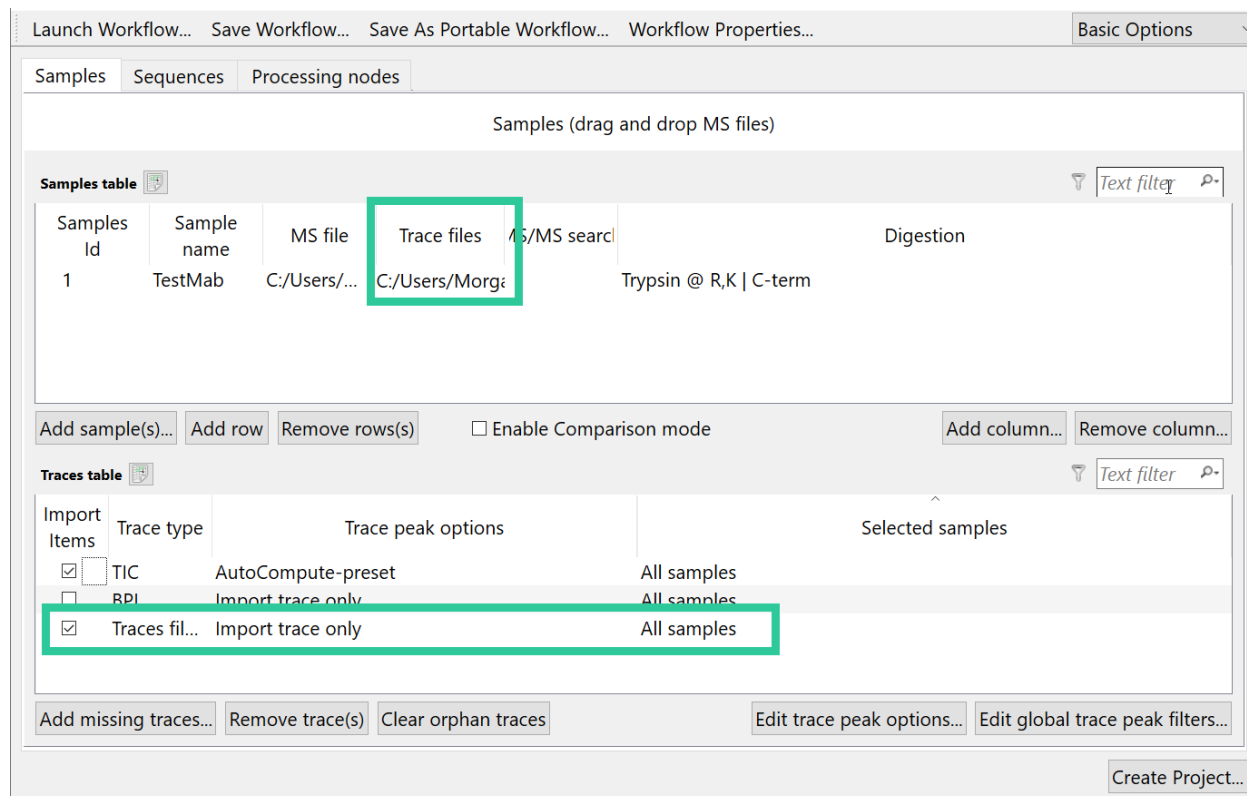 Launch Workflow... Save Workflow... Save As Portable Workflow... Workflow Properties... Basic Options
Samples Sequences Processing nodes
Samples (drag and drop MS files)
Samples table Text filter
Samples Id Sample name MS file Trace files MS/MS searcl Digestion
1 TestMab C:/Users/... C:/Users/Morga Trypsin @ R,K | C-term
Add sample(s)... Add row Remove rows(s) Enable Comparison mode Add column... Remove column...
Traces table Text filter
Import Items Trace type Trace peak options Selected samples
TIC AutoCompute-preset All samples
BPI Import trace only All samples
Traces fil... Import trace only All samples
Add missing traces... Remove trace(s) Clear orphan traces Edit trace peak options... Edit global trace peak filters...
Create Project...